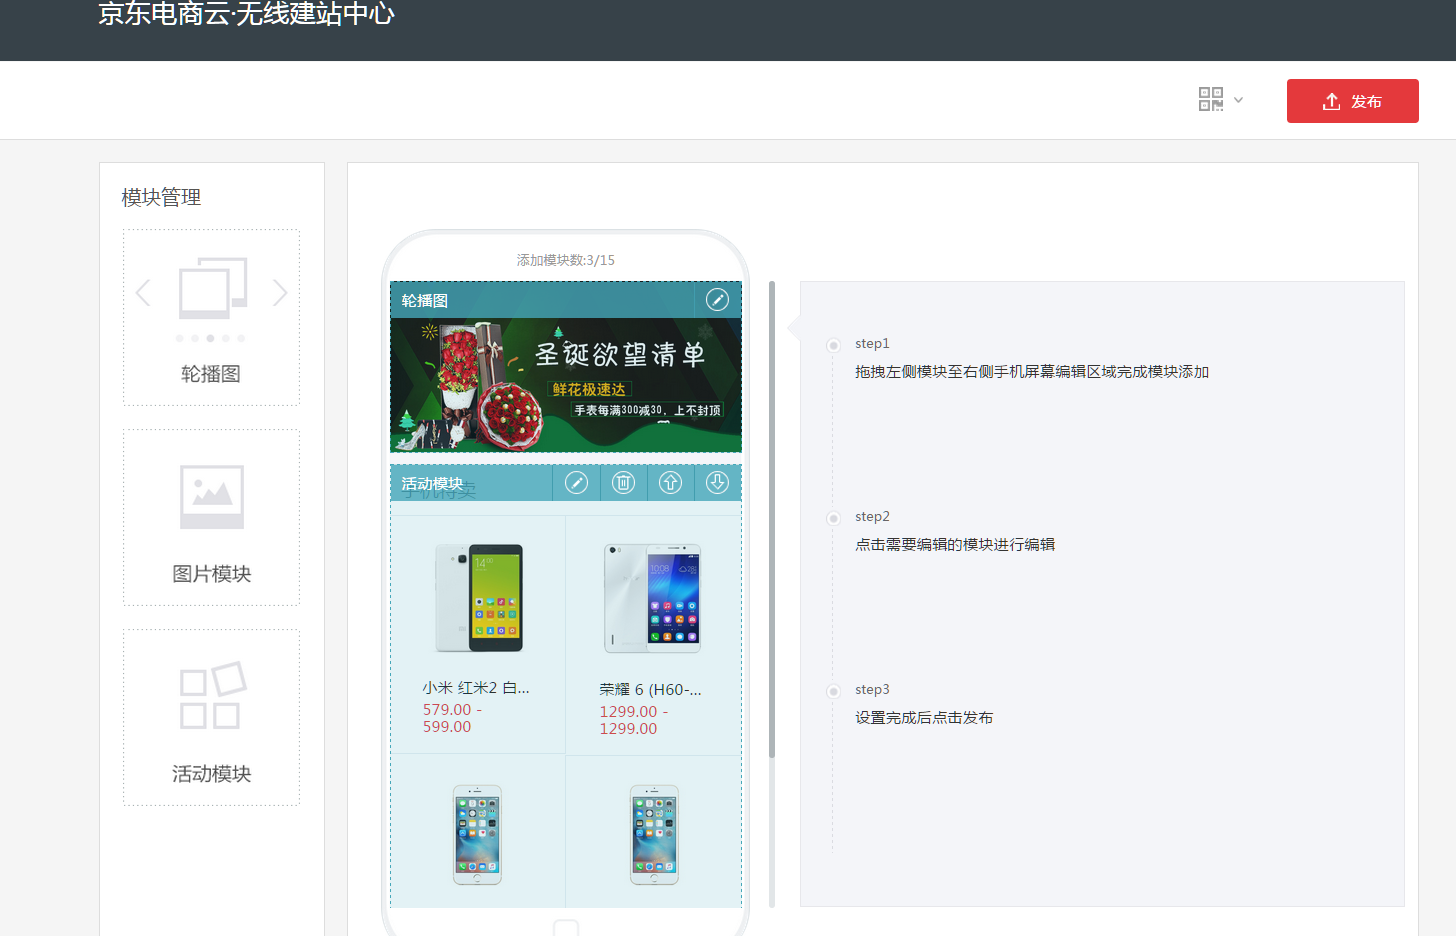 京东电商云·无线建站中心
发布
模块管理
轮播图
图片模块
活动模块
添加模块数:3/15
轮播图
圣诞欲望清单
鲜花极速达
手表每满300减30，上不封顶
活动模块
手机特卖
小米 红米2 白...
579.00 -
599.00
荣耀 6 (H60-...
1299.00 -
1299.00
step1
拖拽左侧模块至右侧手机屏幕编辑区域完成模块添加
step2
点击需要编辑的模块进行编辑
step3
设置完成后点击发布